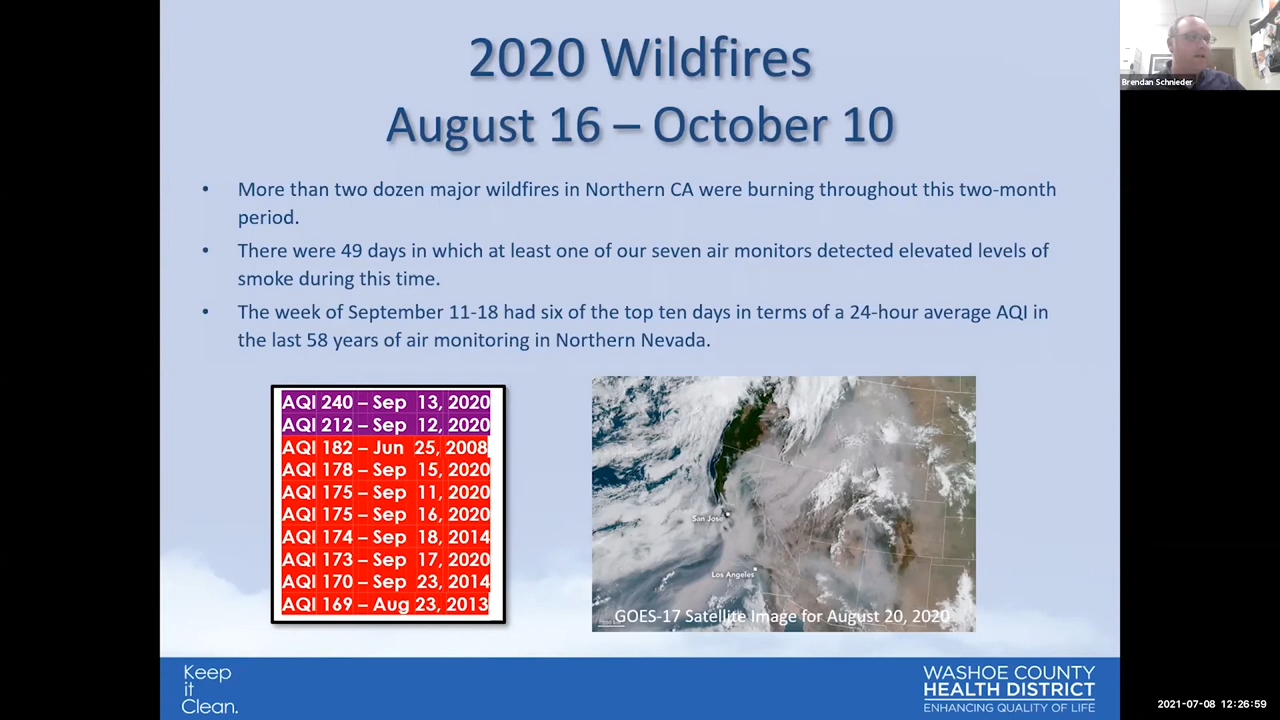 2020 Wildfires
August 16 – October 10
Brendan Schnieder
• More than two dozen major wildfires in Northern CA were burning throughout this two-month
period.
• There were 49 days in which at least one of our seven air monitors detected elevated levels of
smoke during this time.
• The week of September 11-18 had six of the top ten days in terms of a 24-hour average AQI in
the last 58 years of air monitoring in Northern Nevada.
AQI 240 – Sep 13, 2020
AQI 212 – Sep 12, 2020
AQI 182 – Jun 25, 2008
AQI 178 – Sep 15, 2020
AQI 175 – Sep 11, 2020
AQI 175 – Sep 16, 2020
AQI 174 – Sep 18, 2014
AQI 173 – Sep 17, 2020
AQI 170 – Sep 23, 2014
AQI 169 – Aug 23, 2013
San Jose
Los Angeles
GOES-17 Satellite Image for August 20, 2020
Keep
it
Clean.
WASHOE COUNTY
HEALTH DISTRICT
ENHANCING QUALITY OF LIFE
2021-07-08 12:26:59